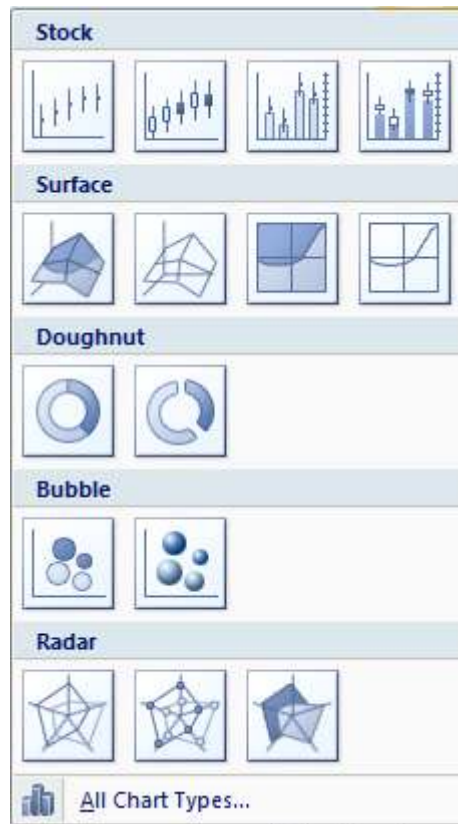 Stock
Surface
Doughnut
Bubble
Radar
All Chart Types...